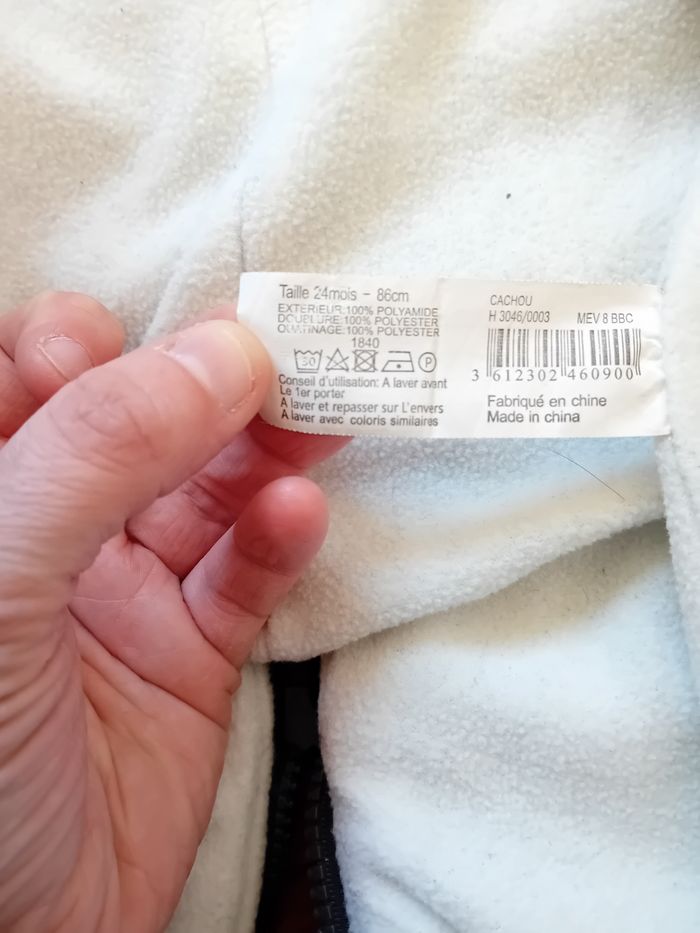 Taille 24mois - 86cm
EXTERIEUR:100% POLYAMIDE
DOUBLURE:100% POLYESTER
OUATINAGE:100% POLYESTER
1840
30
P
Conseil d'utilisation: A laver avant
Le 1er porter
A laver et repasser sur L'envers
A laver avec coloris similaires
CACHOU
H 3046/0003 MEV 8 BBC
3 612302 460900
Fabriqué en chine
Made in china